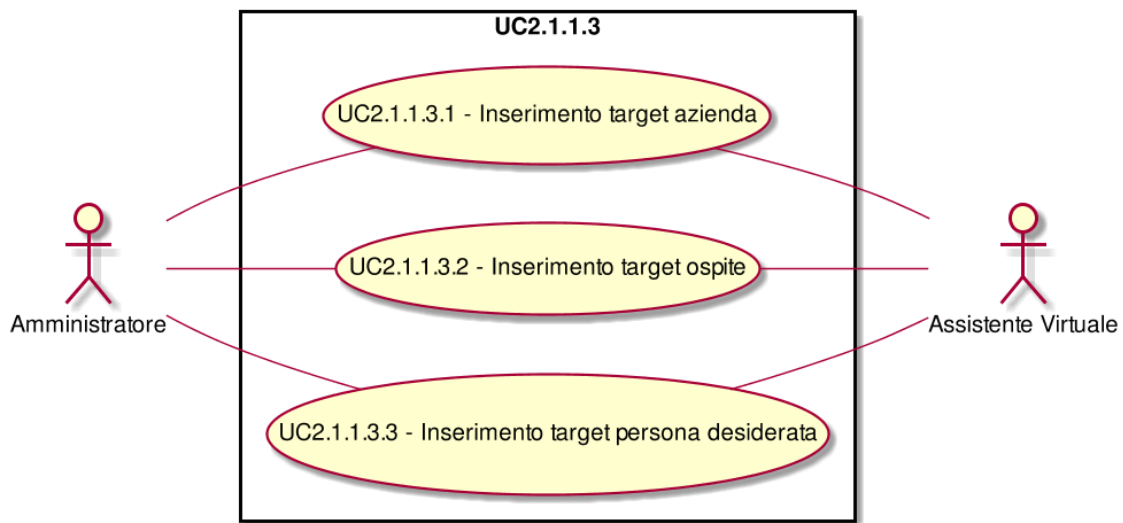 UC2.1.1.3
UC2.1.1.3.1 - Inserimento target azienda
UC2.1.1.3.2 - Inserimento target ospite
Amministratore
Assistente Virtuale
UC2.1.1.3.3 - Inserimento target persona desiderata